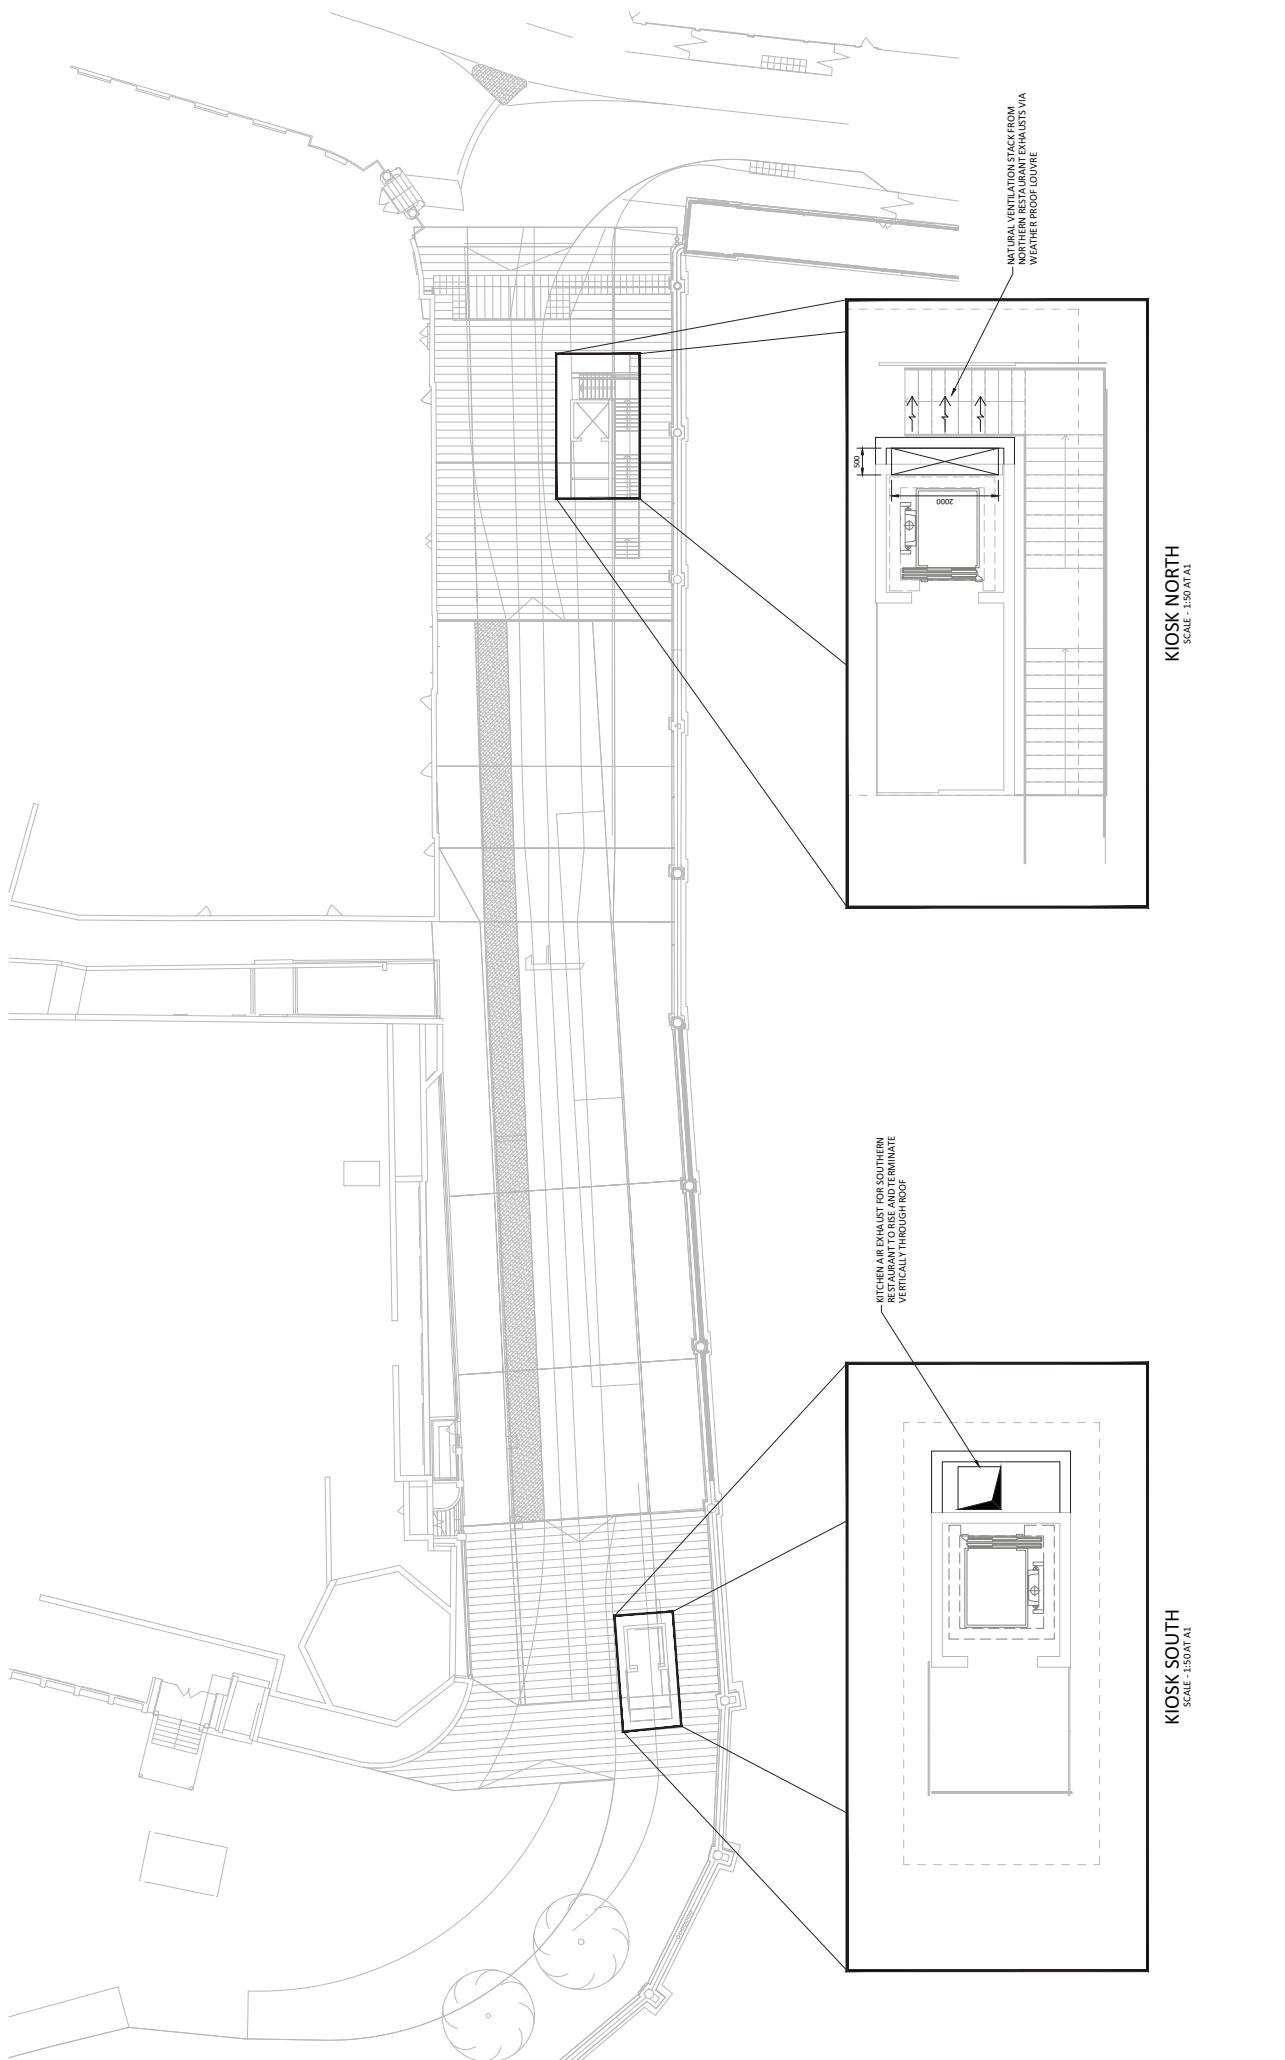 NATURAL VENTILATION STACK FROM
NORTHERN RESTAURANT EXHAUSTS VIA
WEATHER PROOF LOUVRE
500
2000
KIOSK NORTH
SCALE - 1:50 AT A1
KITCHEN AIR EXHAUST FOR SOUTHERN
RESTAURANT TO RISE AND TERMINATE
VERTICALLY THROUGH ROOF
KIOSK SOUTH
SCALE - 1:50 AT A1